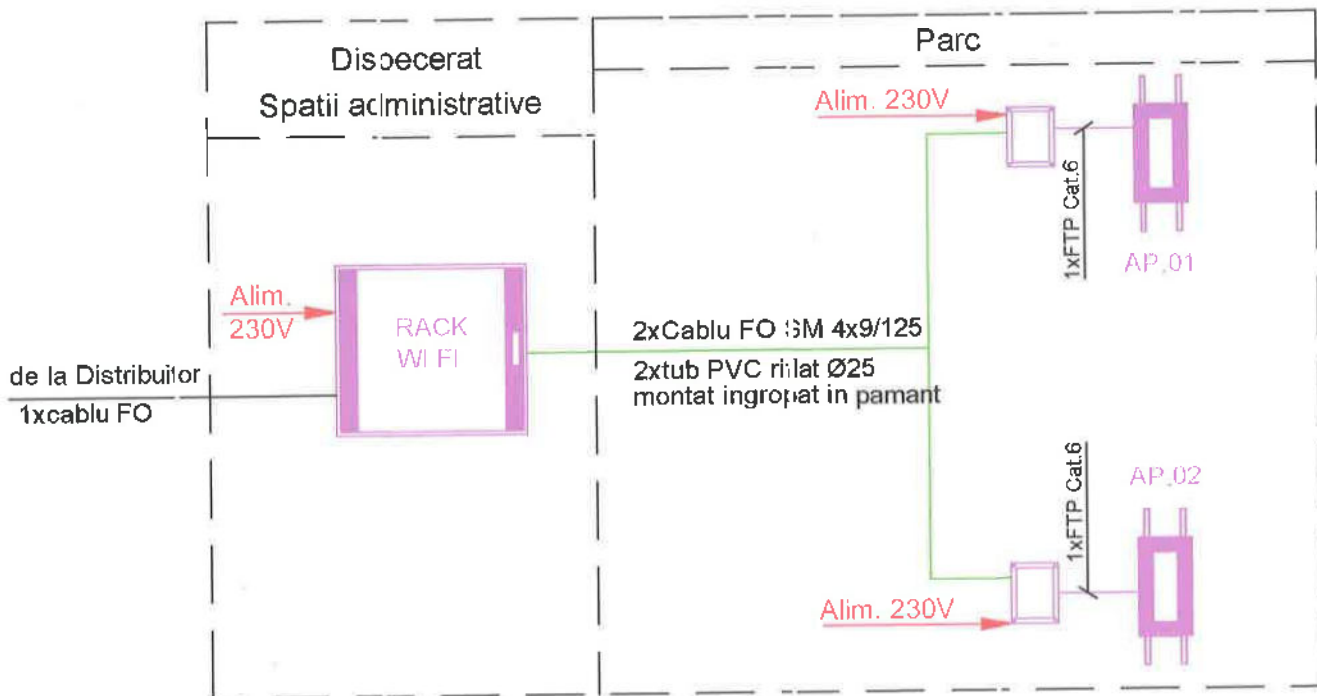 Dispecerat
Spatii administrative
Parc
Alim. 230V
1xFTP Cat.6
AP.01
Alim.
230V
RACK
WI FI
2xCablu FO SM 4x9/125
2xtub PVC riflat Ø25
montat ingropat in pamant
de la Distribuitor
1xcablu FO
1xFTP Cat.6
AP.02
Alim. 230V